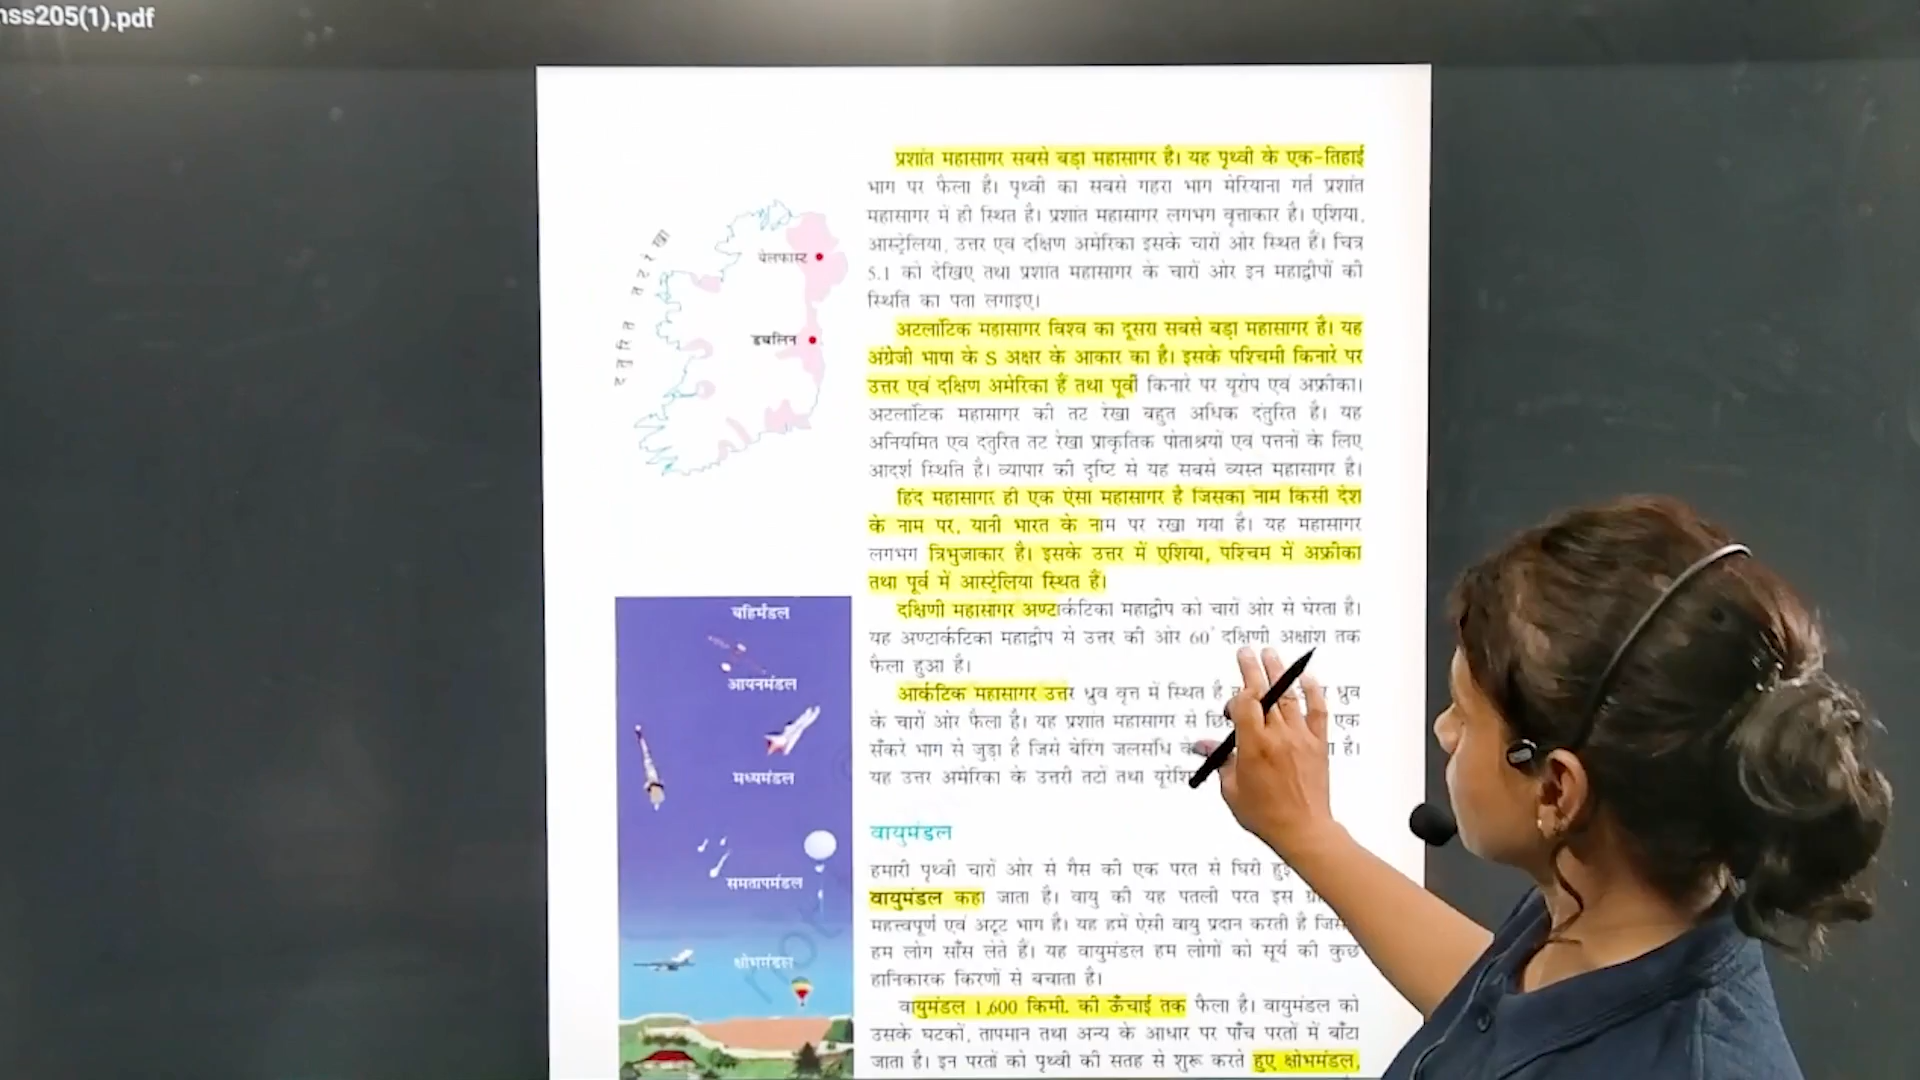 nss205(1).pdf
प्रशांत महासागर सबसे बड़ा महासागर है। यह पृथ्वी के एक-तिहाई
भाग पर फैला है। पृथ्वी का सबसे गहरा भाग मेरियाना गर्त प्रशांत
महासागर में ही स्थित है। प्रशांत महासागर लगभग वृत्ताकार है। एशिया,
आस्ट्रेलिया, उत्तर एवं दक्षिण अमेरिका इसके चारों ओर स्थित हैं। चित्र
5.1 को देखिए तथा प्रशांत महासागर के चारों ओर इन महाद्वीपों की
स्थिति का पता लगाइए।
अटलांटिक महासागर विश्व का दूसरा सबसे बड़ा महासागर है। यह
अंग्रेजी भाषा के S अक्षर के आकार का है। इसके पश्चिमी किनारे पर
उत्तर एवं दक्षिण अमेरिका हैं तथा पूर्वी किनारे पर यूरोप एवं अफ्रीका।
अटलांटिक महासागर की तट रेखा बहुत अधिक दंतुरित है। यह
अनियमित एवं दंतुरित तट रेखा प्राकृतिक पोताश्रयों एवं पत्तनों के लिए
आदर्श स्थिति है। व्यापार की दृष्टि से यह सबसे व्यस्त महासागर है।
हिंद महासागर ही एक ऐसा महासागर है जिसका नाम किसी देश
के नाम पर, यानी भारत के नाम पर रखा गया है। यह महासागर
लगभग त्रिभुजाकार है। इसके उत्तर में एशिया, पश्चिम में अफ्रीका
तथा पूर्व में आस्ट्रेलिया स्थित हैं।
दक्षिणी महासागर अण्टार्कटिका महाद्वीप को चारों ओर से घेरता है।
यह अण्टार्कटिका महाद्वीप से उत्तर की ओर 60° दक्षिणी अक्षांश तक
फैला हुआ है।
आर्कटिक महासागर उत्तर ध्रुव वृत्त में स्थित है ध्रुव
के चारों ओर फैला है। यह प्रशांत महासागर से एक
सँकरे भाग से जुड़ा है जिसे बेरिंग जलसंधि है।
यह उत्तर अमेरिका के उत्तरी तटों तथा
वायुमंडल
हमारी पृथ्वी चारों ओर से गैस की एक परत से घिरी
वायुमंडल कहा जाता है। वायु की यह पतली परत इस
महत्त्वपूर्ण एवं अटूट भाग है। यह हमें ऐसी वायु प्रदान करती है
हम लोग साँस लेते हैं। यह वायुमंडल हम लोगों को सूर्य की कुछ
हानिकारक किरणों से बचाता है।
वायुमंडल 1,600 किमी. की ऊँचाई तक फैला है। वायुमंडल को
उसके घटकों, तापमान तथा अन्य के आधार पर पाँच परतों में बाँटा
जाता है। इन परतों को पृथ्वी की सतह से शुरू करते हुए क्षोभमंडल,
दंतुरित तट रेखा
बेलफास्ट
डबलिन
बहिर्मंडल
आयनमंडल
मध्यमंडल
समतापमंडल
क्षोभमंडल
not